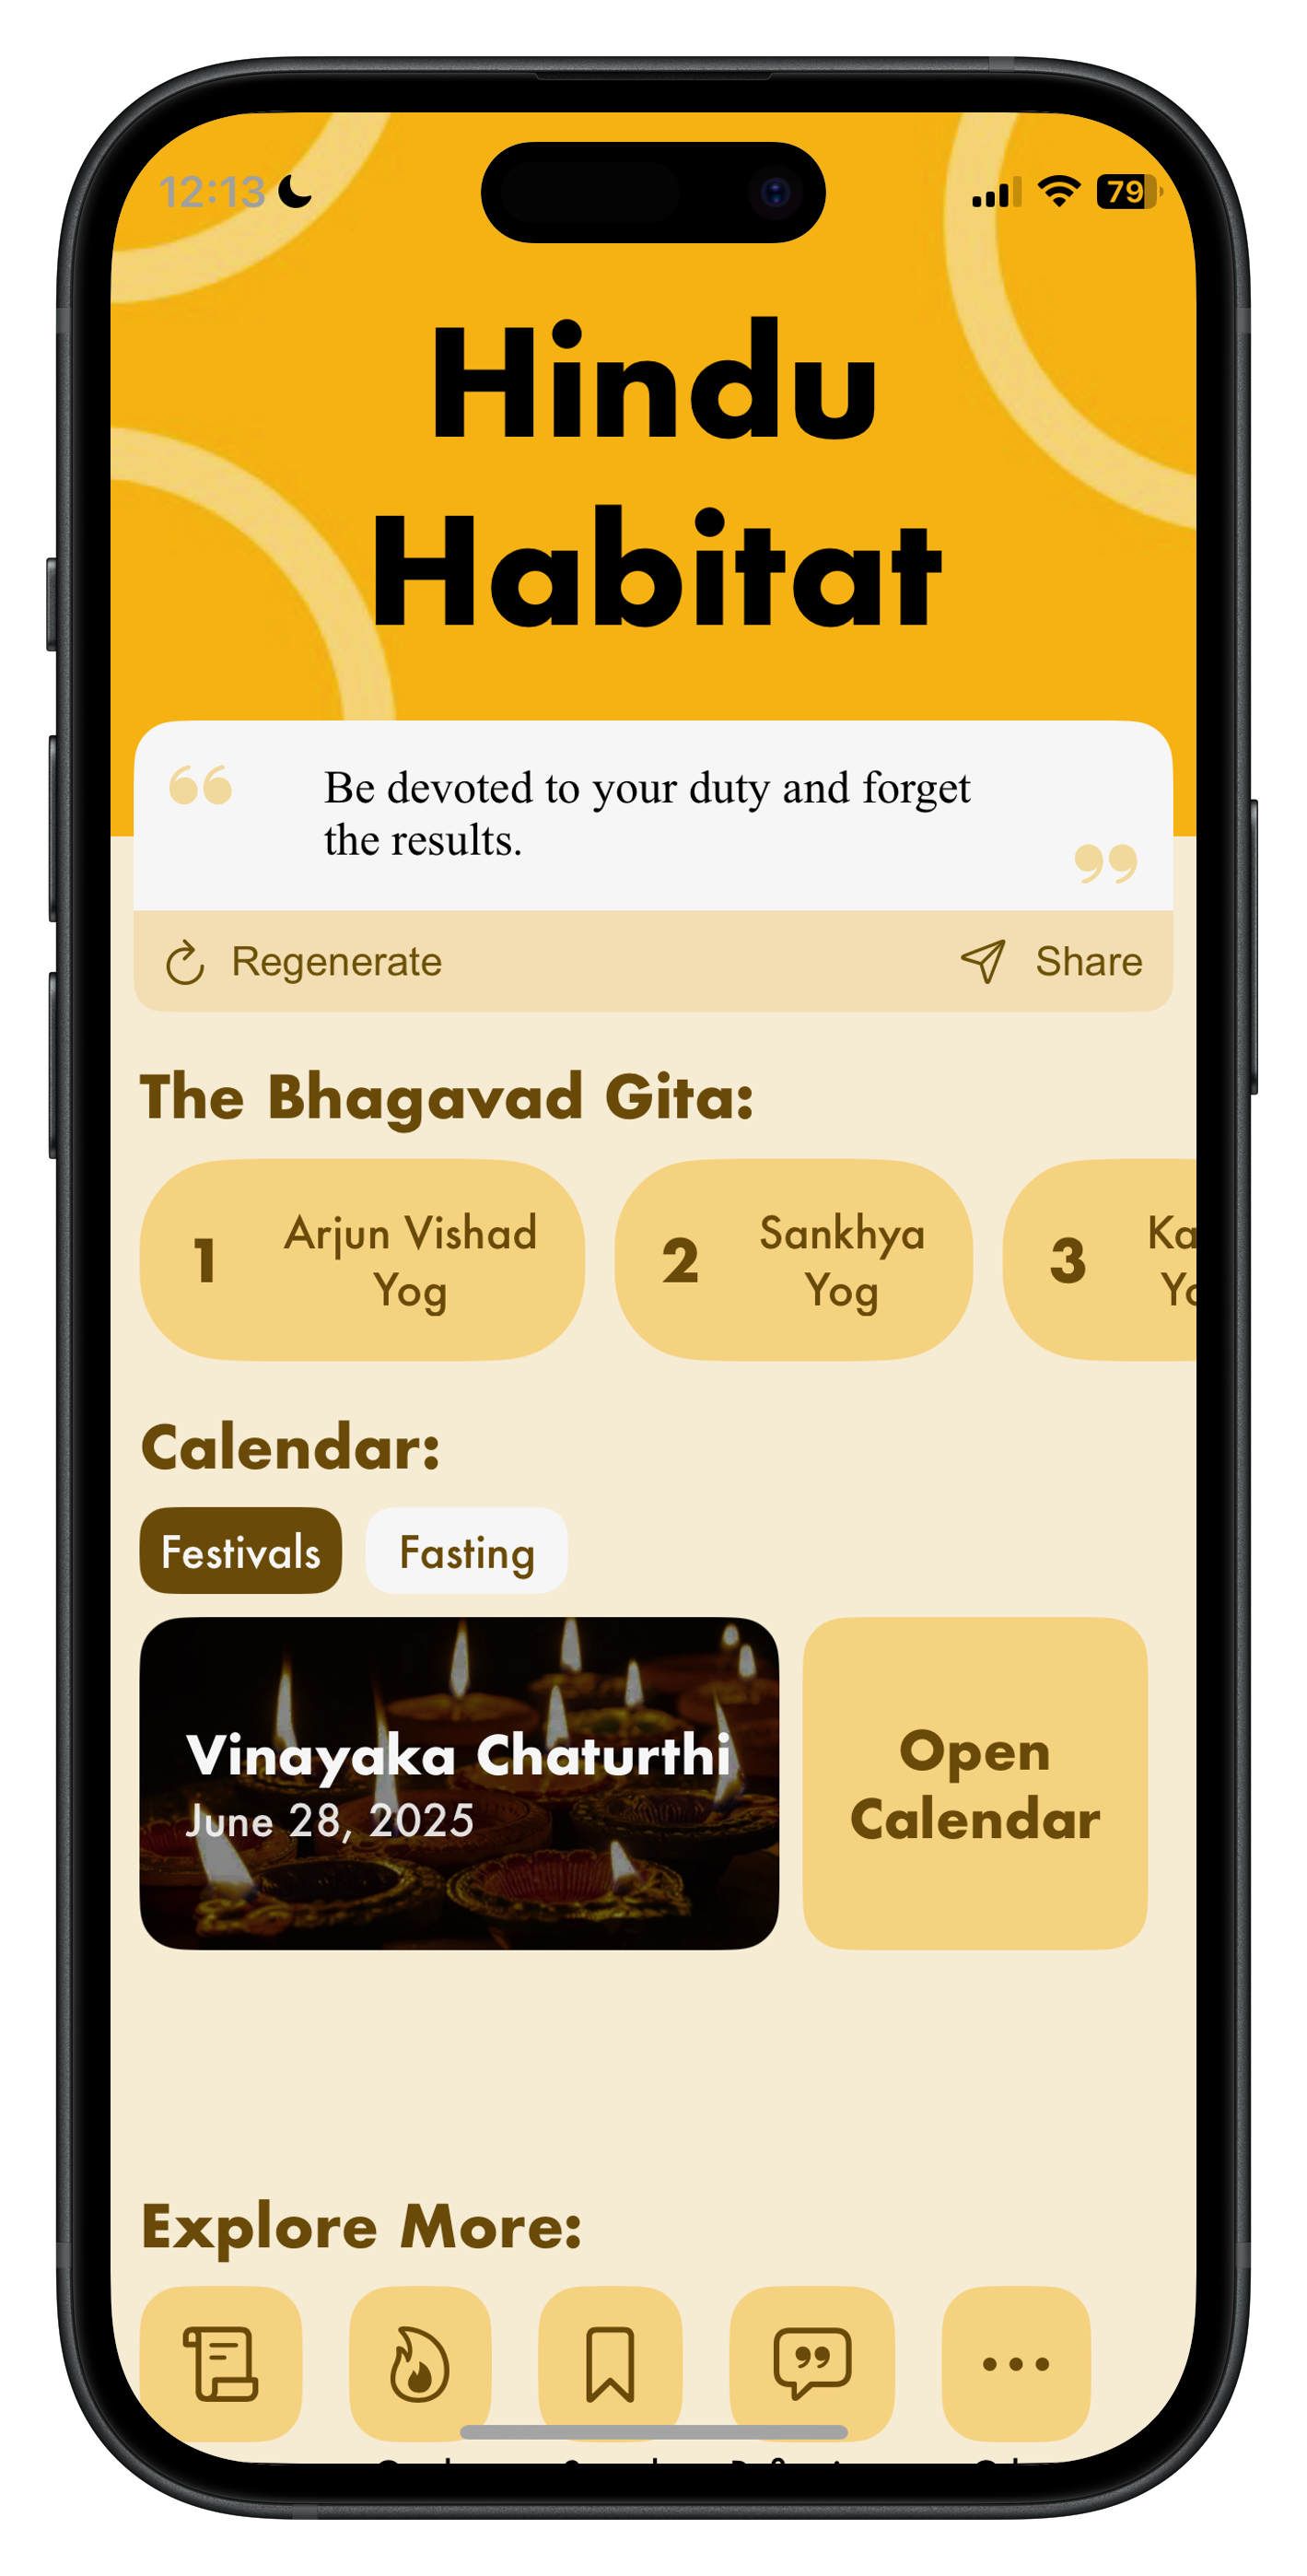 12:13
79
Hindu
Habitat
Be devoted to your duty and forget
the results.
Regenerate
Share
The Bhagavad Gita:
1
Arjun Vishad
Yog
2
Sankhya
Yog
3
Calendar:
Festivals
Fasting
Vinayaka Chaturthi
June 28, 2025
Open
Calendar
Explore More: